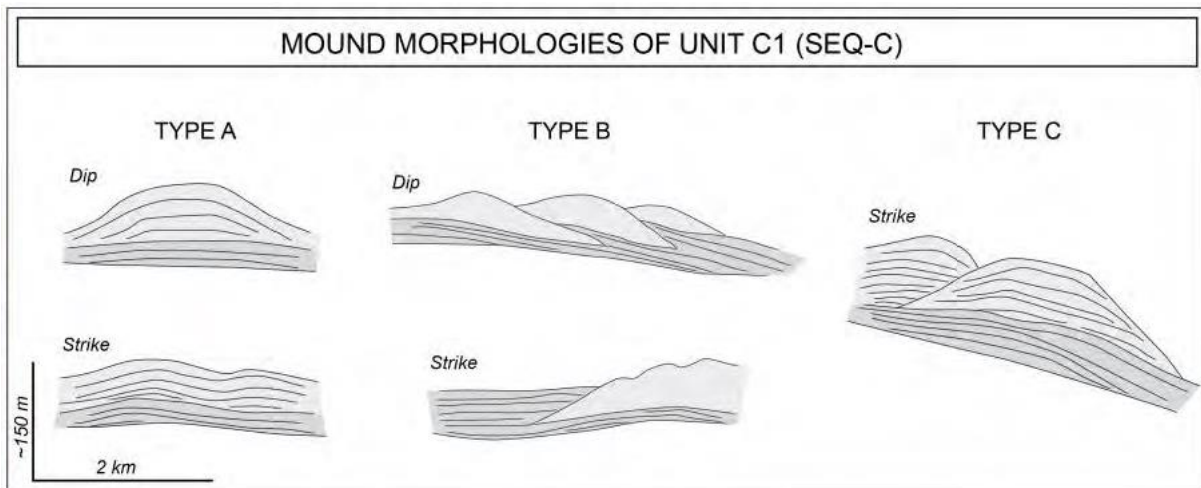 MOUND MORPHOLOGIES OF UNIT C1 (SEQ-C)
TYPE A
TYPE B
TYPE C
Dip
Dip
Strike
Strike
Strike
~150 m
2 km